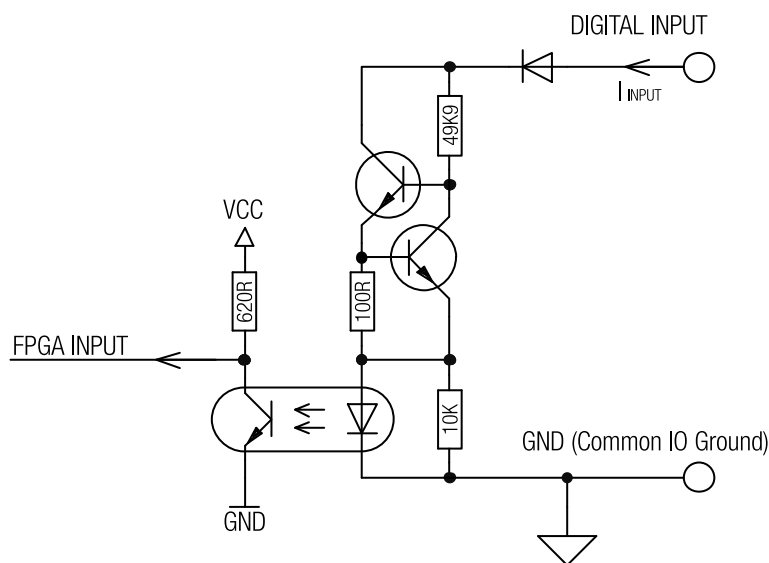 DIGITAL INPUT
I INPUT
49K9
VCC
620R
100R
FPGA INPUT
10K
GND (Common IO Ground)
GND